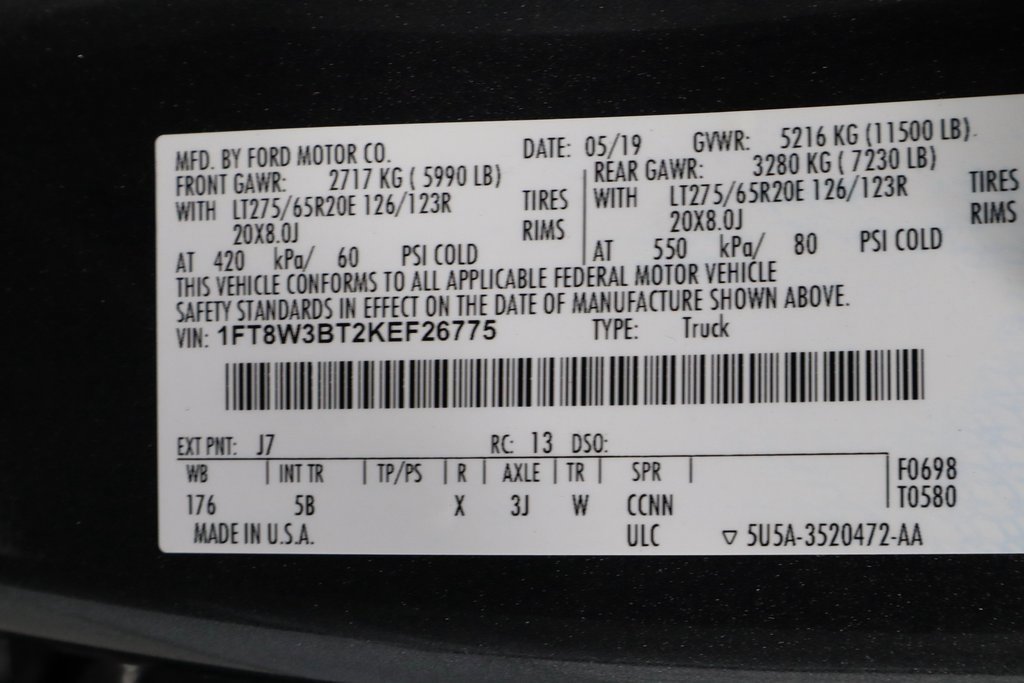 MFD. BY FORD MOTOR CO. DATE: 05/19 GVWR: 5216 KG (11500 LB)
FRONT GAWR: 2717 KG ( 5990 LB) REAR GAWR: 3280 KG ( 7230 LB)
WITH LT275/65R20E 126/123R TIRES WITH LT275/65R20E 126/123R TIRES
20X8.0J RIMS 20X8.0J RIMS
AT 420 kPa/ 60 PSI COLD AT 550 kPa/ 80 PSI COLD
THIS VEHICLE CONFORMS TO ALL APPLICABLE FEDERAL MOTOR VEHICLE
SAFETY STANDARDS IN EFFECT ON THE DATE OF MANUFACTURE SHOWN ABOVE.
VIN: 1FT8W3BT2KEF26775 TYPE: Truck
EXT PNT: J7 RC: 13 DSO:
WB INT TR TP/PS R AXLE TR SPR F0698
176 5B X 3J W CCNN T0580
MADE IN U.S.A. ULC ▽ 5U5A-3520472-AA